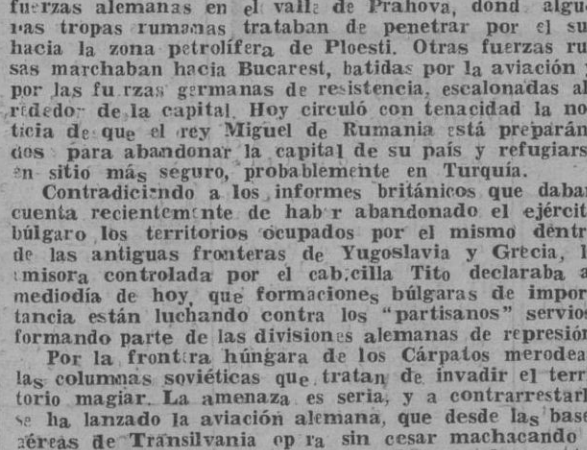 fuerzas alemanas en el valle de Prahova, dond algu
nas tropas rumanas trataban de penetrar por el su
hacia la zona petrolífera de Ploesti. Otras fuerzas ru
sas marchaban hacia Bucarest, batidas por la aviación y
por las fu rzas germanas de resistencia, escalonadas al
rededor de la capital. Hoy circuló con tenacidad la no
ticia de que el rey Miguel de Rumania está preparán
dos para abandonar la capital de su país y refugiars
en sitio más seguro, probablemente en Turquía.
Contradiciendo a los informes británicos que daba
cuenta recientemente de hab r abandonado el ejércit
búlgaro los territorios ocupados por el mismo dentr
de las antiguas fronteras de Yugoslavia y Grecia, l
emisora controlada por el cabecilla Tito declaraba a
mediodía de hoy, que formaciones búlgaras de impor
tancia están luchando contra los "partisanos" servios
formando parte de las divisiones alemanas de represión
Por la frontera húngara de los Cárpatos merodea
las columnas soviéticas que tratan de invadir el terr
torio magiar. La amenaza es seria, y a contrarrestarl
se ha lanzado la aviación alemana, que desde las base
aéreas de Transilvania op ra sin cesar machacando